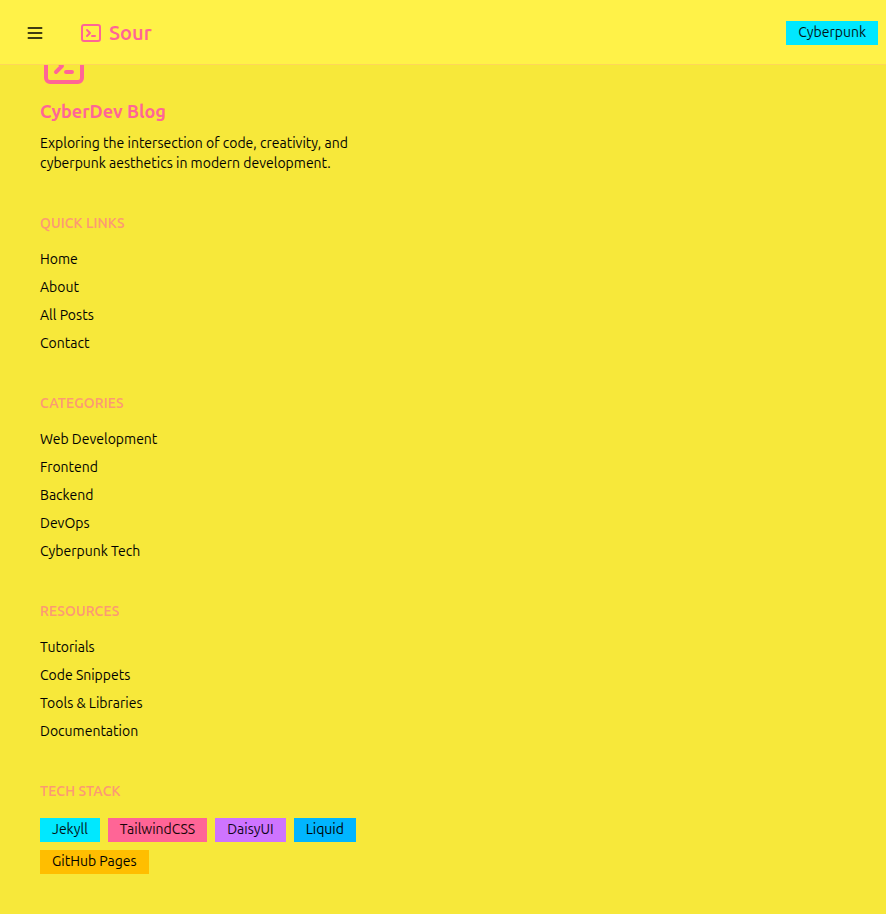 Sour
Cyberpunk
CyberDev Blog
Exploring the intersection of code, creativity, and
cyberpunk aesthetics in modern development.
QUICK LINKS
Home
About
All Posts
Contact
CATEGORIES
Web Development
Frontend
Backend
DevOps
Cyberpunk Tech
RESOURCES
Tutorials
Code Snippets
Tools & Libraries
Documentation
TECH STACK
Jekyll TailwindCSS DaisyUI Liquid
GitHub Pages